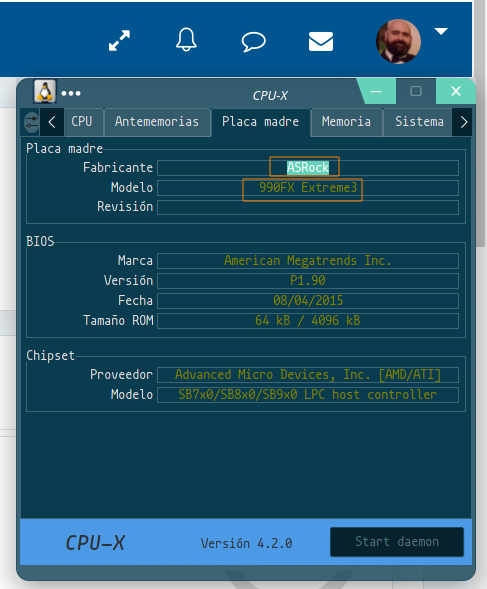 CPU-X
CPU Antememorias Placa madre Memoria Sistema
Placa madre
Fabricante ASRock
Modelo 990FX Extreme3
Revisión
BIOS
Marca American Megatrends Inc.
Versión P1.90
Fecha 08/04/2015
Tamaño ROM 64 kB / 4096 kB
Chipset
Proveedor Advanced Micro Devices, Inc. [AMD/ATI]
Modelo SB7x0/SB8x0/SB9x0 LPC host controller
CPU-X Versión 4.2.0 Start daemon